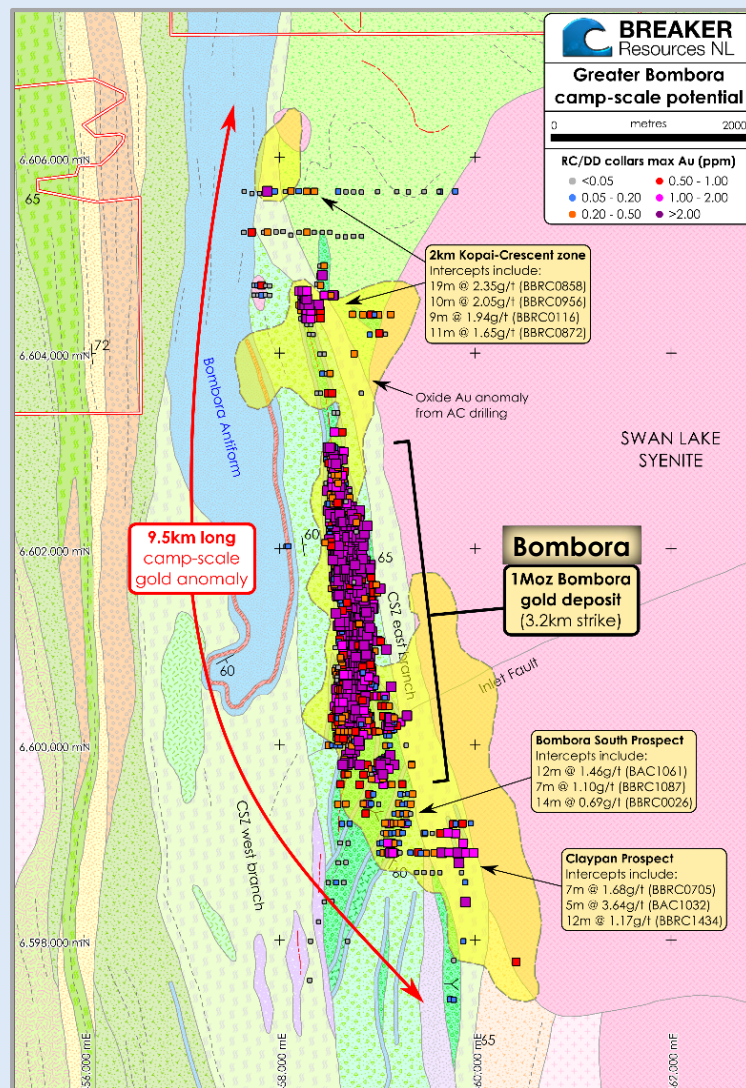 BREAKER
Resources NL
Greater Bombora
camp-scale potential
0 metres 2000
RC/DD collars max Au (ppm)
<0.05
0.05 - 0.20
0.20 - 0.50
0.50 - 1.00
1.00 - 2.00
>2.00
6,606,000 mN
65
2km Kopai-Crescent zone
Intercepts include:
19m @ 2.35g/t (BBRC0858)
10m @ 2.05g/t (BBRC0956)
9m @ 1.94g/t (BBRC0116)
11m @ 1.65g/t (BBRC0872)
6,604,000 mN
72
Bombora Antiform
Oxide Au anomaly
from AC drilling
SWAN LAKE
SYENITE
9.5km long
camp-scale
gold anomaly
6,602,000 mN
60
65
CSZ east branch
Bombora
1Moz Bombora
gold deposit
(3.2km strike)
60
Inlet Fault
6,600,000 mN
Bombora South Prospect
Intercepts include:
12m @ 1.46g/t (BAC1061)
7m @ 1.10g/t (BBRC1087)
14m @ 0.69g/t (BBRC0026)
CSZ west branch
60
Claypan Prospect
Intercepts include:
7m @ 1.68g/t (BBRC0705)
5m @ 3.64g/t (BAC1032)
12m @ 1.17g/t (BBRC1434)
6,598,000 mN
65